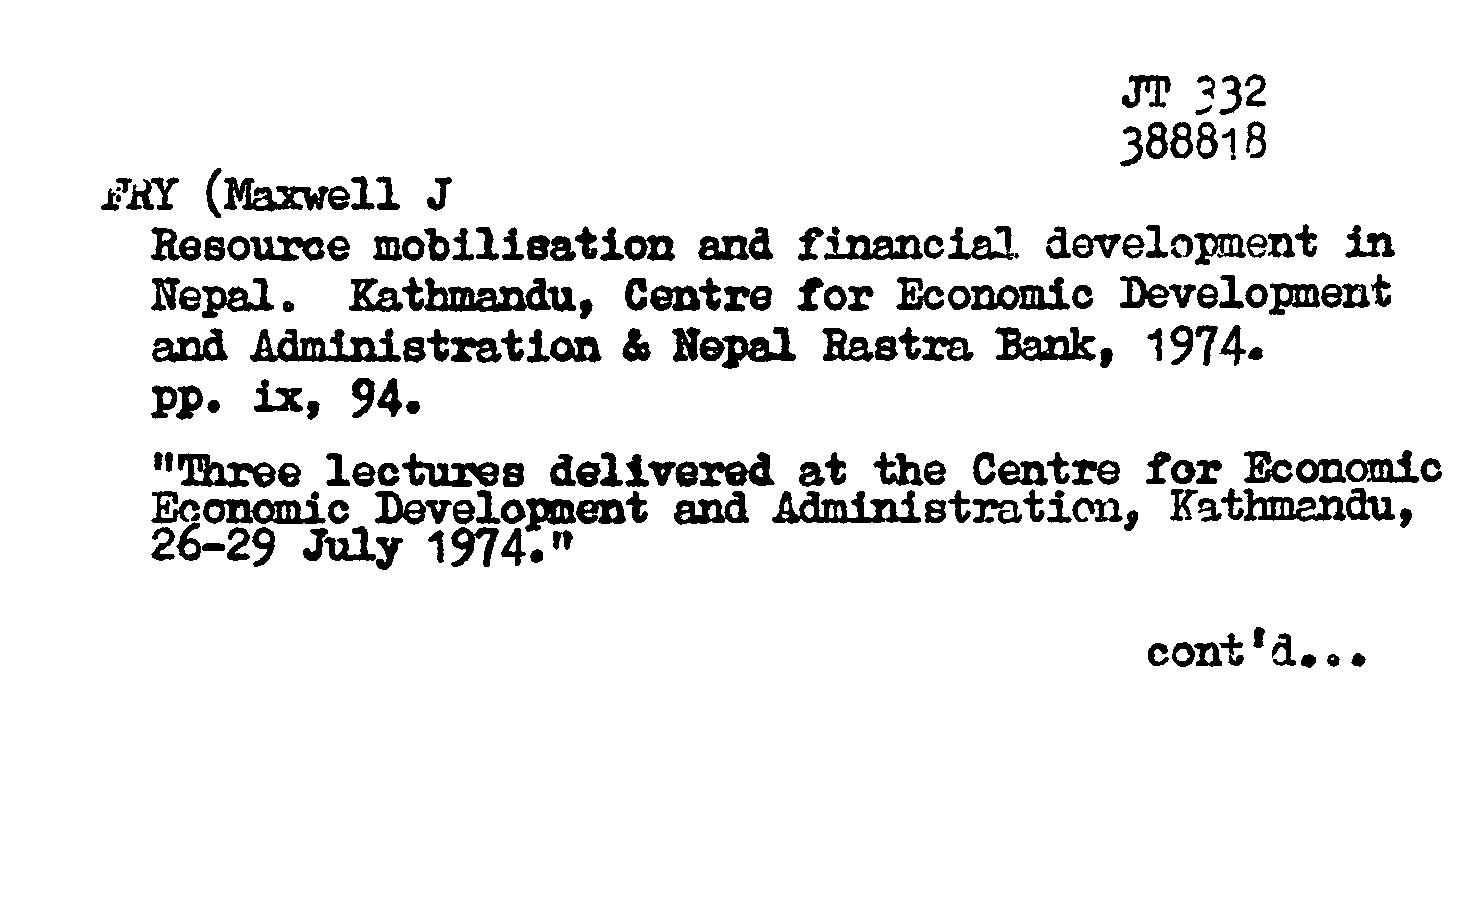 JT 332
388818
FRY (Maxwell J
Resource mobilisation and financial development in
Nepal. Kathmandu, Centre for Economic Development
and Administration & Nepal Rastra Bank, 1974.
pp. ix, 94.
"Three lectures delivered at the Centre for Economic
Economic Development and Administration, Kathmandu,
26-29 July 1974."
cont'd...